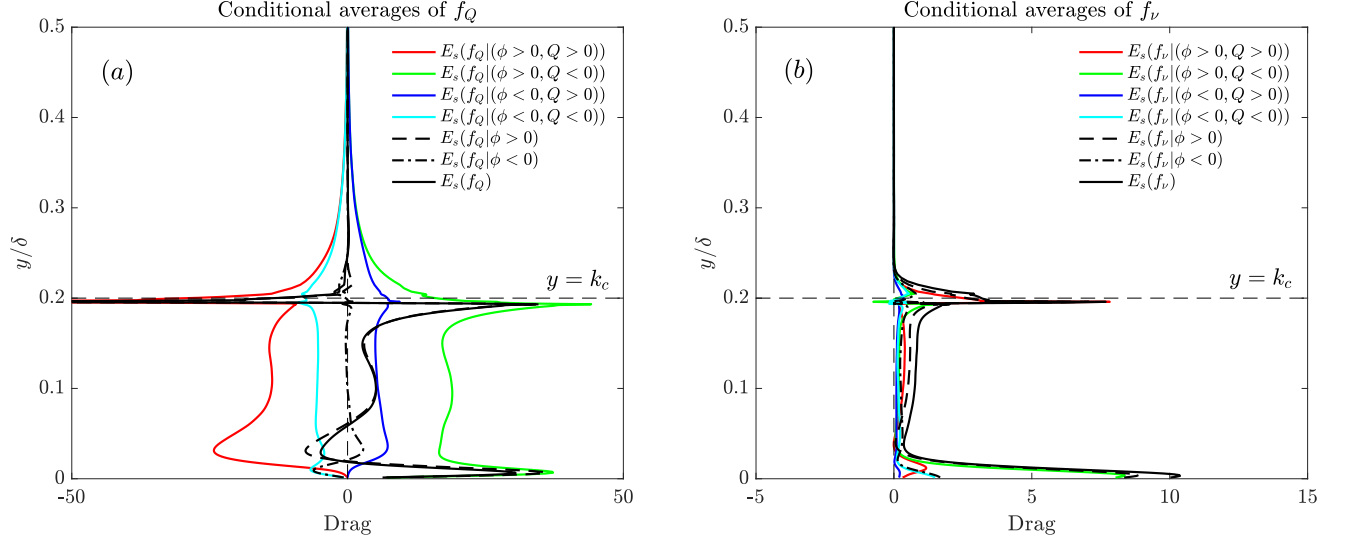 Conditional averages of f_Q
(a)
E_s(f_Q|(ϕ > 0, Q > 0))
E_s(f_Q|(ϕ > 0, Q < 0))
E_s(f_Q|(ϕ < 0, Q > 0))
E_s(f_Q|(ϕ < 0, Q < 0))
E_s(f_Q|ϕ > 0)
E_s(f_Q|ϕ < 0)
E_s(f_Q)
y = k_c
0.5
0.4
0.3
0.2
0.1
0
y/δ
-50
0
50
Drag
Conditional averages of f_ν
(b)
E_s(f_ν|(ϕ > 0, Q > 0))
E_s(f_ν|(ϕ > 0, Q < 0))
E_s(f_ν|(ϕ < 0, Q > 0))
E_s(f_ν|(ϕ < 0, Q < 0))
E_s(f_ν|ϕ > 0)
E_s(f_ν|ϕ < 0)
E_s(f_ν)
y = k_c
0.5
0.4
0.3
0.2
0.1
0
y/δ
-5
0
5
10
15
Drag